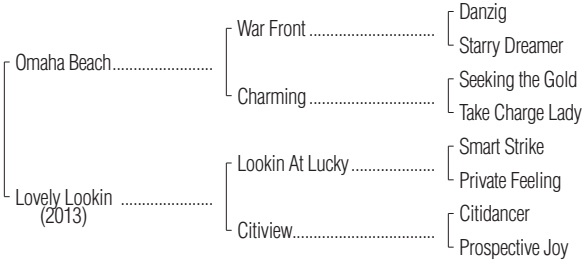 Danzig
War Front
Starry Dreamer
Omaha Beach
Seeking the Gold
Charming
Take Charge Lady
Smart Strike
Lookin At Lucky
Private Feeling
Lovely Lookin
(2013)
Citidancer
Citiview
Prospective Joy